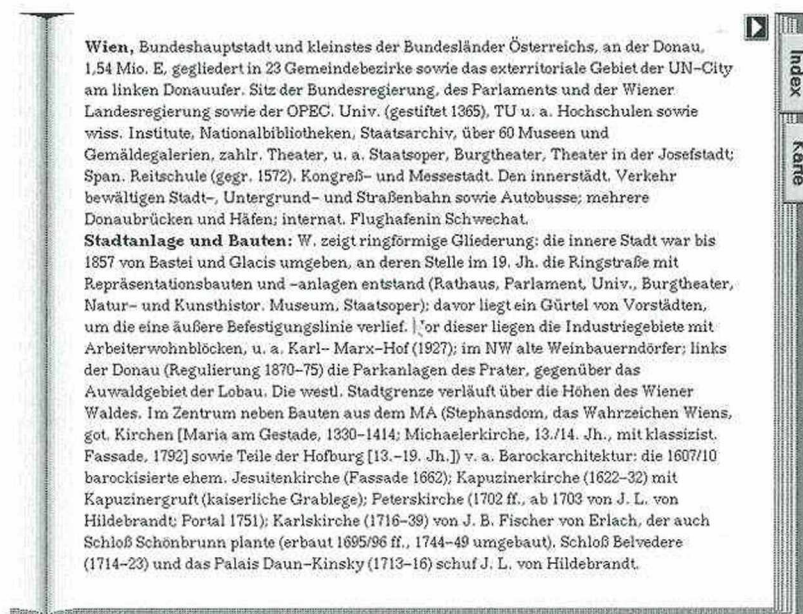 Wien, Bundeshauptstadt und kleinstes der Bundesländer Österreichs, an der Donau,
1,54 Mio. E, gegliedert in 23 Gemeindebezirke sowie das exterritoriale Gebiet der UN-City
am linken Donauufer. Sitz der Bundesregierung, des Parlaments und der Wiener
Landesregierung sowie der OPEC. Univ. (gestiftet 1365), TU u. a. Hochschulen sowie
wiss. Institute, Nationalbibliotheken, Staatsarchiv, über 60 Museen und
Gemäldegalerien, zahlr. Theater, u. a. Staatsoper, Burgtheater, Theater in der Josefstadt;
Span. Reitschule (gegr. 1572). Kongreß- und Messestadt. Den innerstädt. Verkehr
bewältigen Stadt-, Untergrund- und Straßenbahn sowie Autobusse; mehrere
Donaubrücken und Häfen; internat. Flughafenin Schwechat.
Stadtanlage und Bauten: W. zeigt ringförmige Gliederung: die innere Stadt war bis
1857 von Bastei und Glacis umgeben, an deren Stelle im 19. Jh. die Ringstraße mit
Repräsentationsbauten und -anlagen entstand (Rathaus, Parlament, Univ., Burgtheater,
Natur- und Kunsthistor. Museum, Staatsoper); davor liegt ein Gürtel von Vorstädten,
um die eine äußere Befestigungslinie verlief. Vor dieser liegen die Industriegebiete mit
Arbeiterwohnblöcken, u. a. Karl- Marx-Hof (1927); im NW alte Weinbauerndörfer; links
der Donau (Regulierung 1870-75) die Parkanlagen des Prater, gegenüber das
Auwaldgebiet der Lobau. Die westl. Stadtgrenze verläuft über die Höhen des Wiener
Waldes. Im Zentrum neben Bauten aus dem MA (Stephansdom, das Wahrzeichen Wiens,
got. Kirchen [Maria am Gestade, 1330-1414; Michaelerkirche, 13./14. Jh., mit klassizist.
Fassade, 1792] sowie Teile der Hofburg [13.-19. Jh.]) v. a. Barockarchitektur: die 1607/10
barockisierte ehem. Jesuitenkirche (Fassade 1662); Kapuzinerkirche (1622-32) mit
Kapuzinergruft (kaiserliche Grablege); Peterskirche (1702 ff., ab 1703 von J. L. von
Hildebrandt; Portal 1751); Karlskirche (1716-39) von J. B. Fischer von Erlach, der auch
Schloß Schönbrunn plante (erbaut 1695/96 ff., 1744-49 umgebaut). Schloß Belvedere
(1714-23) und das Palais Daun-Kinsky (1713-16) schuf J. L. von Hildebrandt.
Index
Karte